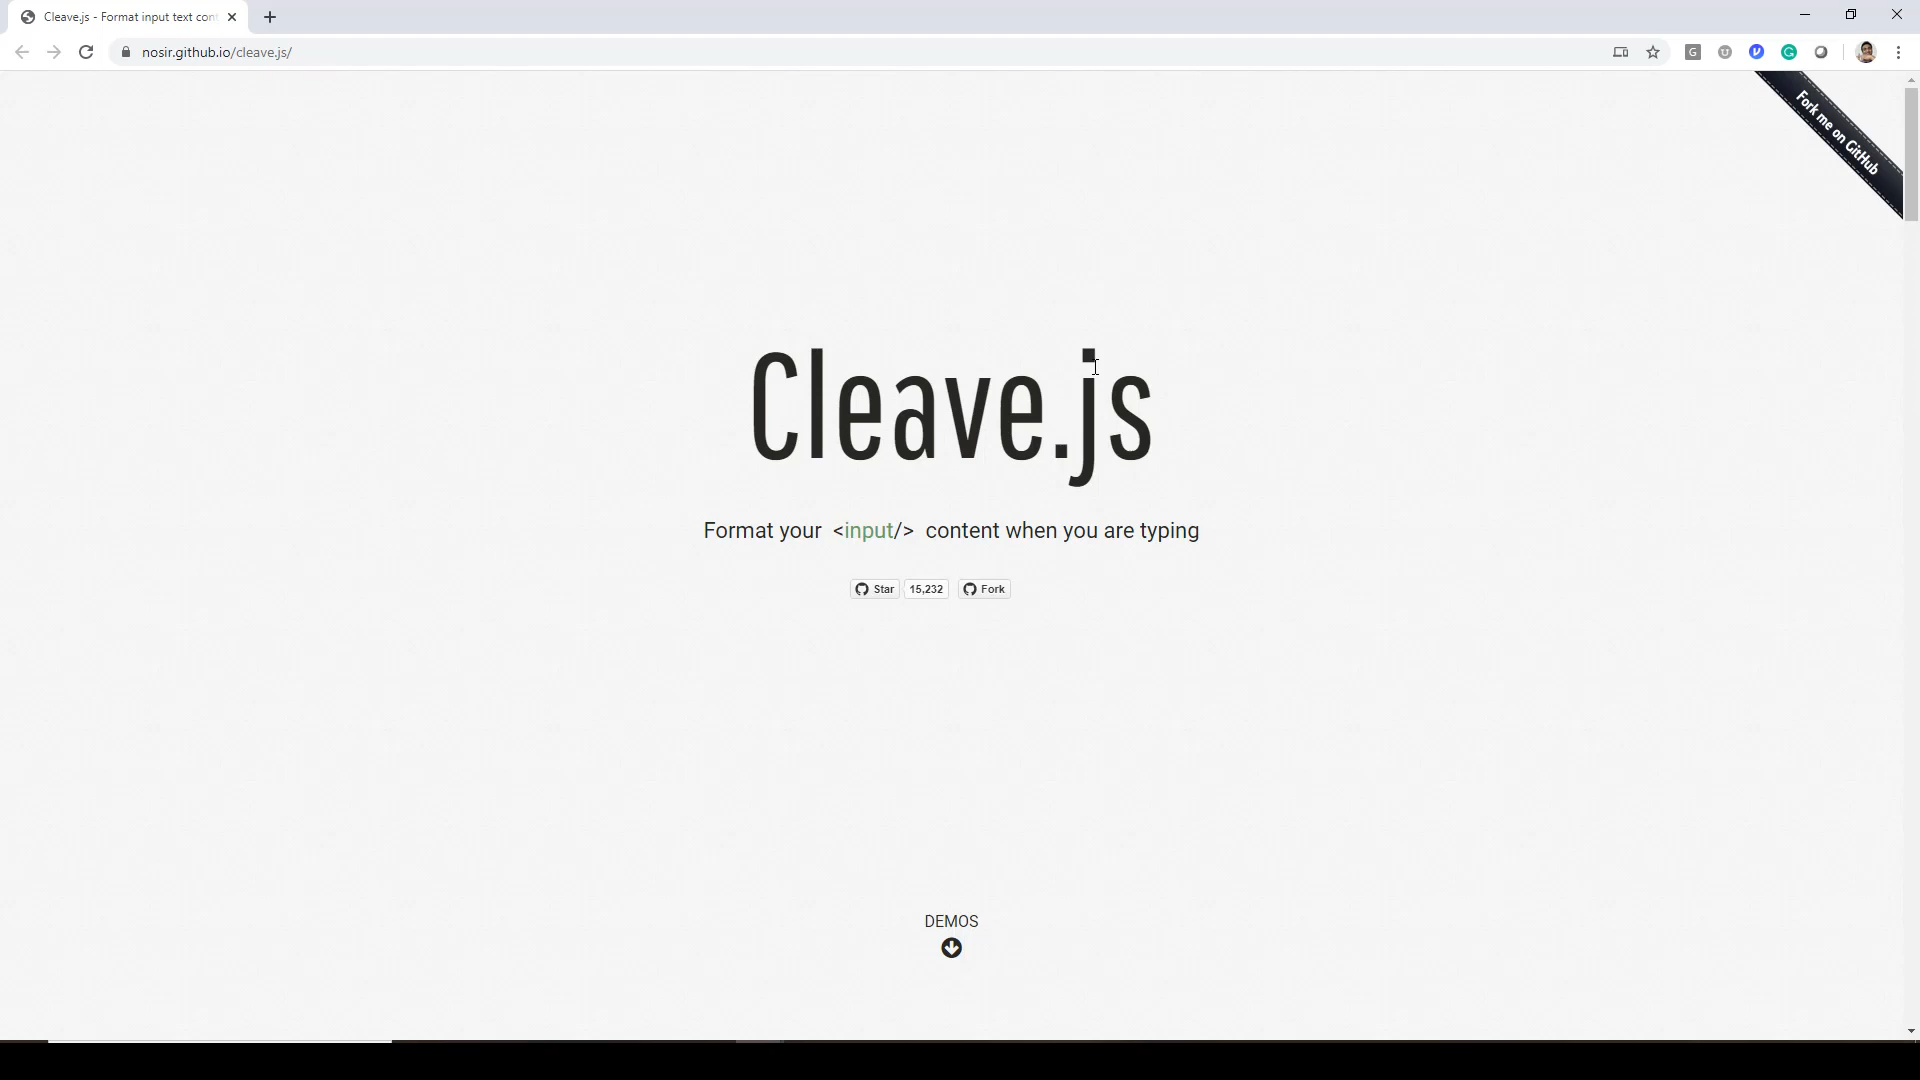 Cleave.js - Format input text cont
nosir.github.io/cleave.js/
Fork me on GitHub
Cleave.js
Format your <input/> content when you are typing
Star 15,232 Fork
DEMOS